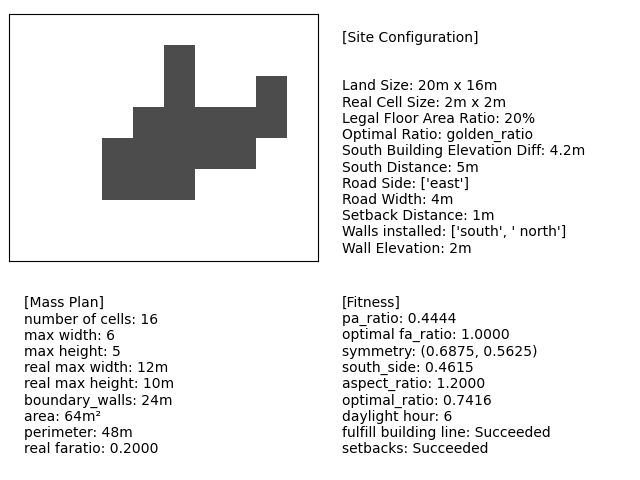 [Site Configuration]
Land Size: 20m x 16m
Real Cell Size: 2m x 2m
Legal Floor Area Ratio: 20%
Optimal Ratio: golden_ratio
South Building Elevation Diff: 4.2m
South Distance: 5m
Road Side: ['east']
Road Width: 4m
Setback Distance: 1m
Walls installed: ['south', ' north']
Wall Elevation: 2m
[Mass Plan]
number of cells: 16
max width: 6
max height: 5
real max width: 12m
real max height: 10m
boundary_walls: 24m
area: 64m²
perimeter: 48m
real faratio: 0.2000
[Fitness]
pa_ratio: 0.4444
optimal fa_ratio: 1.0000
symmetry: (0.6875, 0.5625)
south_side: 0.4615
aspect_ratio: 1.2000
optimal_ratio: 0.7416
daylight hour: 6
fulfill building line: Succeeded
setbacks: Succeeded